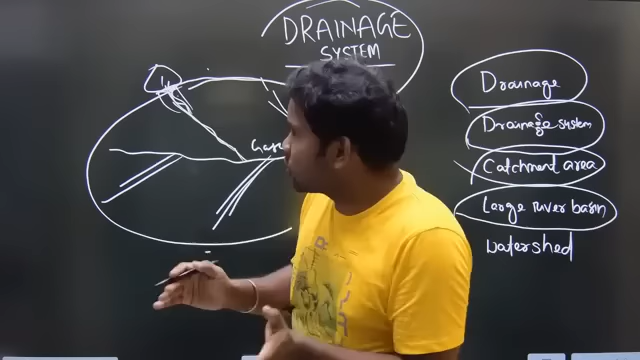 DRAINAGE
SYSTEM
Drainage
Drainage system
Catchment area
Large river basin
watershed